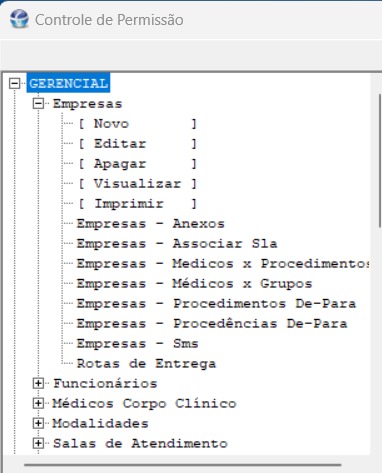 Controle de Permissão
GERENCIAL
Empresas
[ Novo ]
[ Editar ]
[ Apagar ]
[ Visualizar ]
[ Imprimir ]
Empresas - Anexos
Empresas - Associar Sla
Empresas - Medicos x Procedimentos
Empresas - Médicos x Grupos
Empresas - Procedimentos De-Para
Empresas - Procedências De-Para
Empresas - Sms
Rotas de Entrega
Funcionários
Médicos Corpo Clínico
Modalidades
Salas de Atendimento